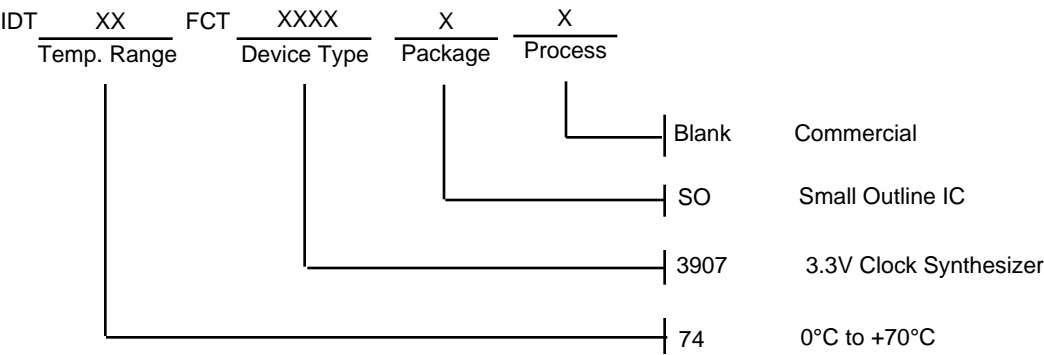 IDT XX FCT XXXX X X
Temp. Range Device Type Package Process
Blank Commercial
SO Small Outline IC
3907 3.3V Clock Synthesizer
74 0°C to +70°C